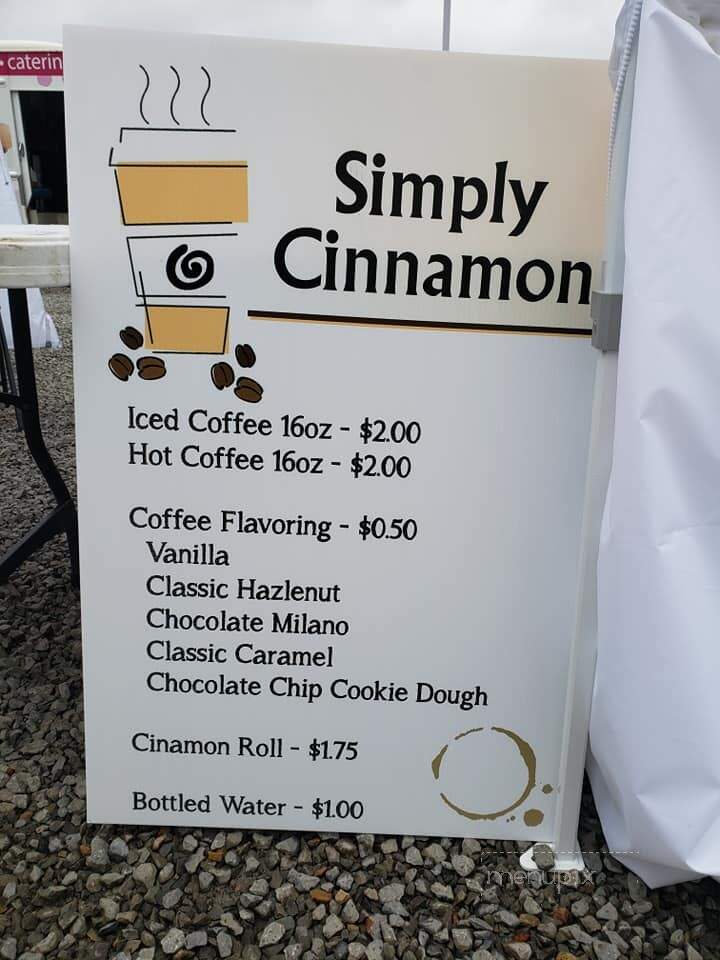 • caterin
Simply
Cinnamon
Iced Coffee 16oz - $2.00
Hot Coffee 16oz - $2.00
Coffee Flavoring - $0.50
Vanilla
Classic Hazlenut
Chocolate Milano
Classic Caramel
Chocolate Chip Cookie Dough
Cinamon Roll - $1.75
Bottled Water - $1.00
menupix